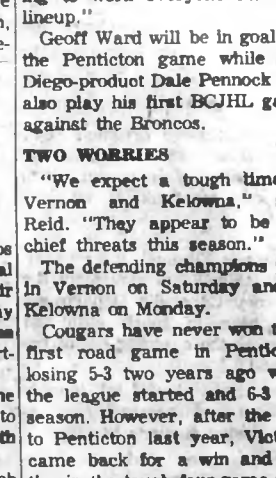 lineup."
Geoff Ward will be in goal
the Penticton game while
Diego-product Dale Pennock
also play his first BCJHL
against the Broncos.
TWO WORRIES
"We expect a tough time
Vernon and Kelowna,"
Reid. "They appear to be
chief threats this season."
The defending champions
in Vernon on Saturday and
Kelowna on Monday.
Cougars have never won
first road game in
losing 5-3 two years ago
the league started and 6-3
season. However, after the
to Penticton last year,
came back for a win and